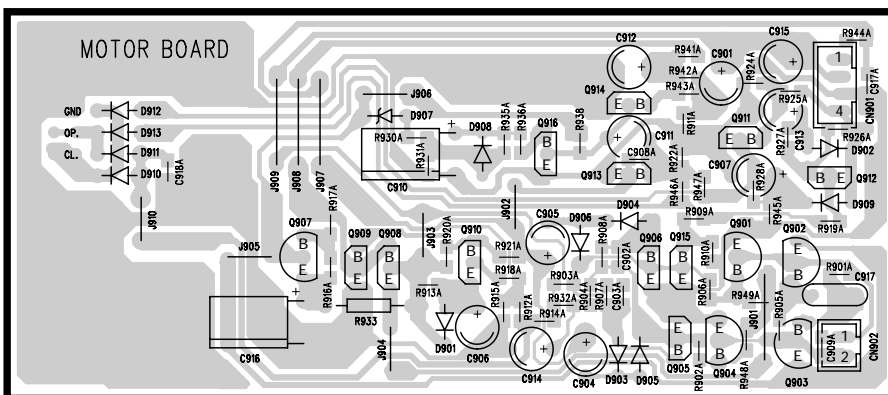 MOTOR BOARD
C912
C915
R944A
R941A
C901
R924A
1
C917A
CN901
R942A
R943A
J906
Q914
E B
R925A
4
GND
D912
D907
R935A
R936A
Q916
R938
C911
R911A
Q911
E B
R927A
C913
R926A
D902
OP.
D913
R930A
D908
B
E
CL.
D911
R931A
C908A
R922A
C907
D910
C918A
C910
Q913
E B
R946A
R947A
R928A
B E
Q912
J909
J908
J907
R917A
D909
J910
J902
C905
D906
D904
R909A
R945A
R919A
Q907
J903
R920A
Q910
R908A
Q901
Q902
J905
Q909
Q908
R921A
C902A
Q906
Q915
R910A
B
E
B
E
B
E
B
E
B
E
E
B
E
B
E
B
R918A
R901A
C917
R916A
R913A
R915A
R903A
R904A
R907A
C903A
R906A
R949A
R932A
R933
R912A
R914A
J901
R905A
E
B
E
B
E
B
C909A
1
2
CN902
C916
J904
D901
C906
C914
C904
D903
D905
Q905
R902A
Q904
R948A
Q903